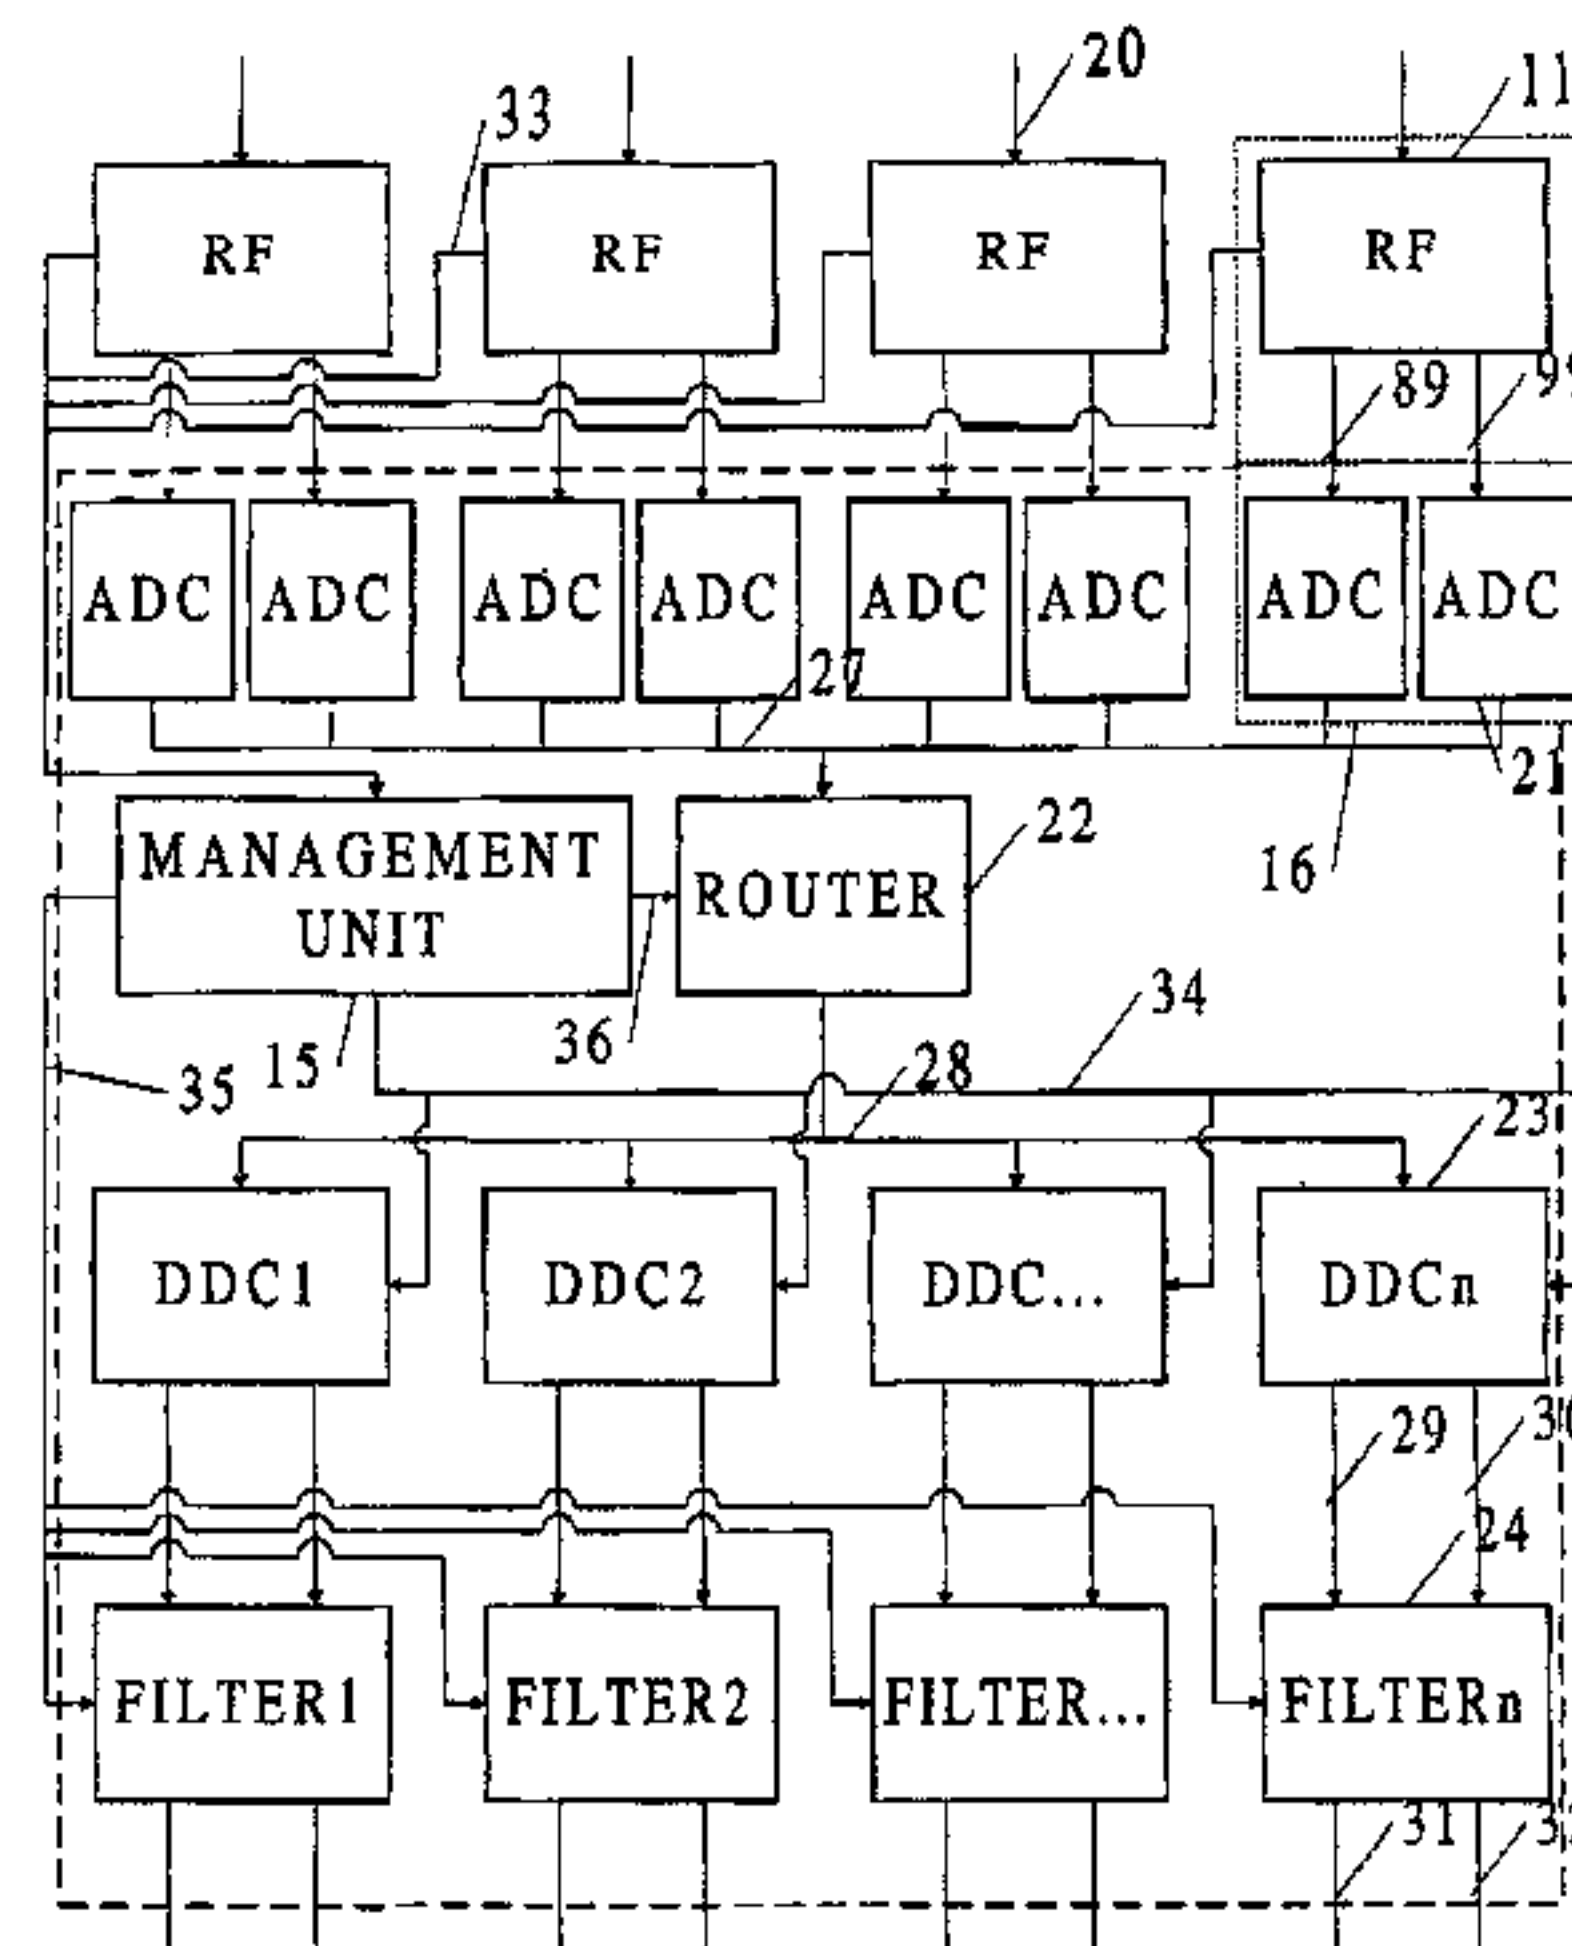 20
11
33
RF RF RF RF
89
ADC ADC ADC ADC ADC ADC ADC ADC
27
21
MANAGEMENT
UNIT
ROUTER
22
16
34
36
15
35
28
23
DDC1 DDC2 DDC... DDCn
29
30
24
FILTER1 FILTER2 FILTER... FILTERn
31